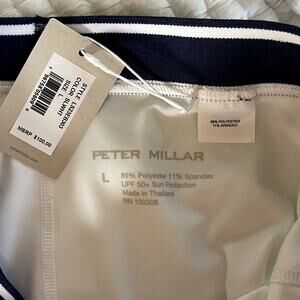 COLOR SLWHT
SIZE L
MSRP $100.00
89% POLYESTER
11% SPANDEX
PETER MILLAR
L
89% Polyester 11% Spandex
UPF 50+ Sun Protection
Made in Thailand
RN 100308